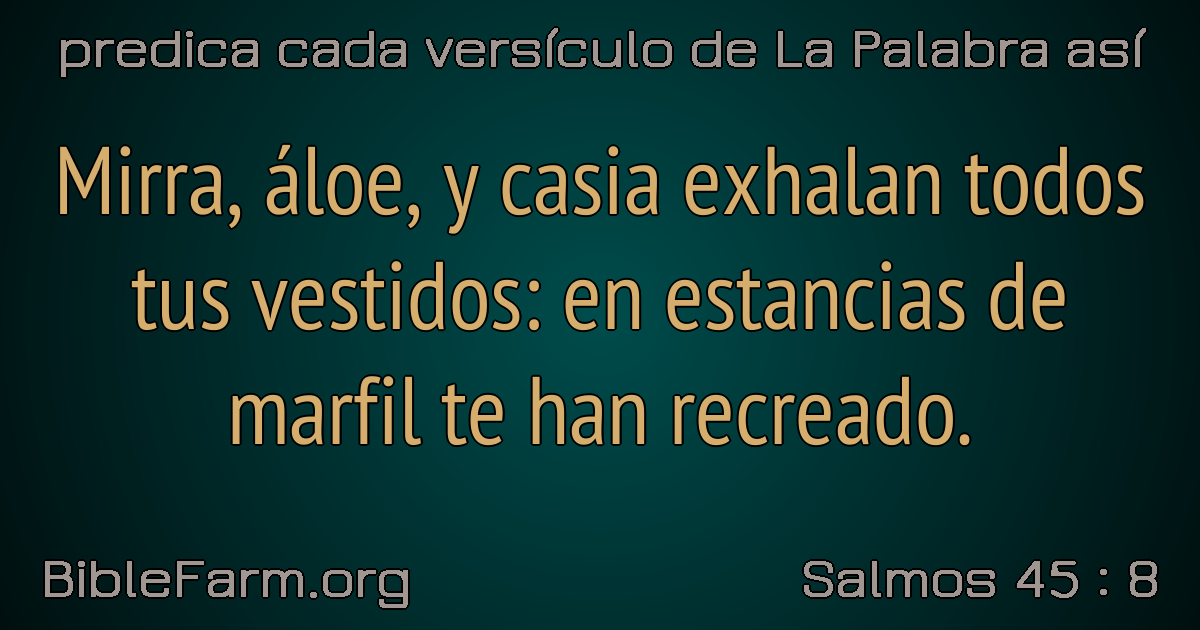 predica cada versículo de La Palabra así
Mirra, áloe, y casia exhalan todos
tus vestidos: en estancias de
marfil te han recreado.
BibleFarm.org
Salmos 45 : 8